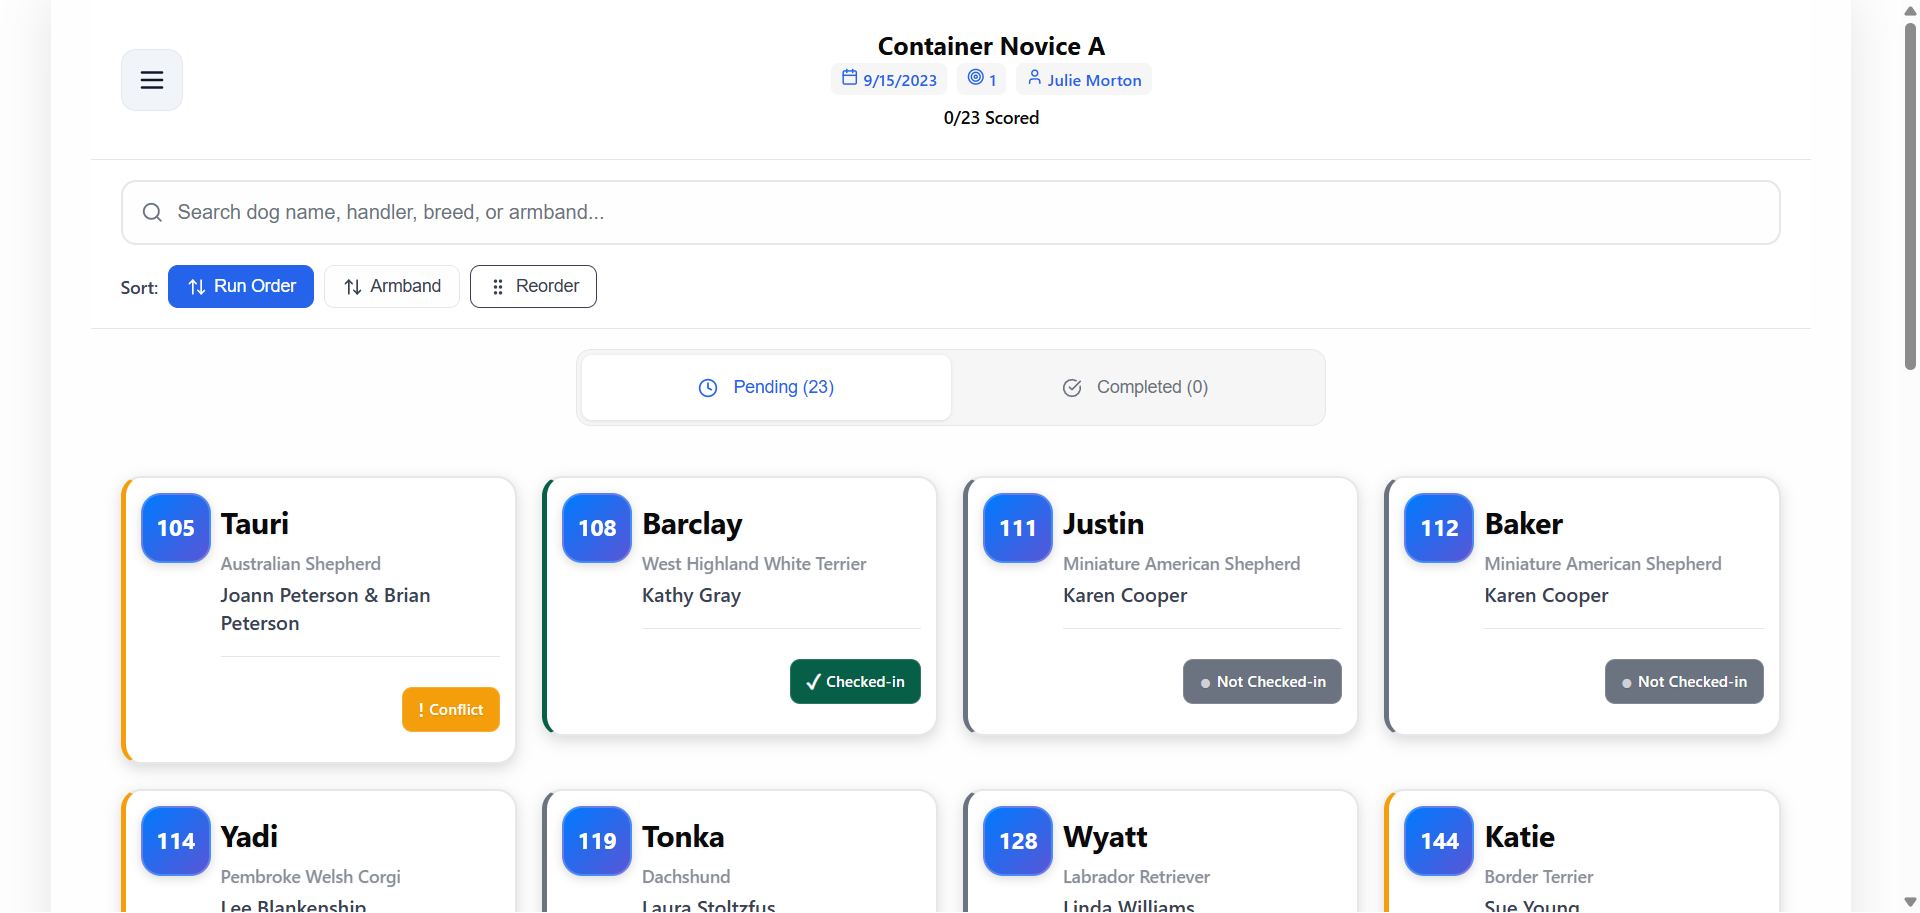 Container Novice A
9/15/2023 1 Julie Morton
0/23 Scored
Search dog name, handler, breed, or armband...
Sort: Run Order Armband Reorder
Pending (23) Completed (0)
105 Tauri
Australian Shepherd
Joann Peterson & Brian
Peterson
! Conflict
108 Barclay
West Highland White Terrier
Kathy Gray
✓ Checked-in
111 Justin
Miniature American Shepherd
Karen Cooper
● Not Checked-in
112 Baker
Miniature American Shepherd
Karen Cooper
● Not Checked-in
114 Yadi
Pembroke Welsh Corgi
Lee Blankenship
119 Tonka
Dachshund
Laura Stoltzfus
128 Wyatt
Labrador Retriever
Linda Williams
144 Katie
Border Terrier
Sue Young